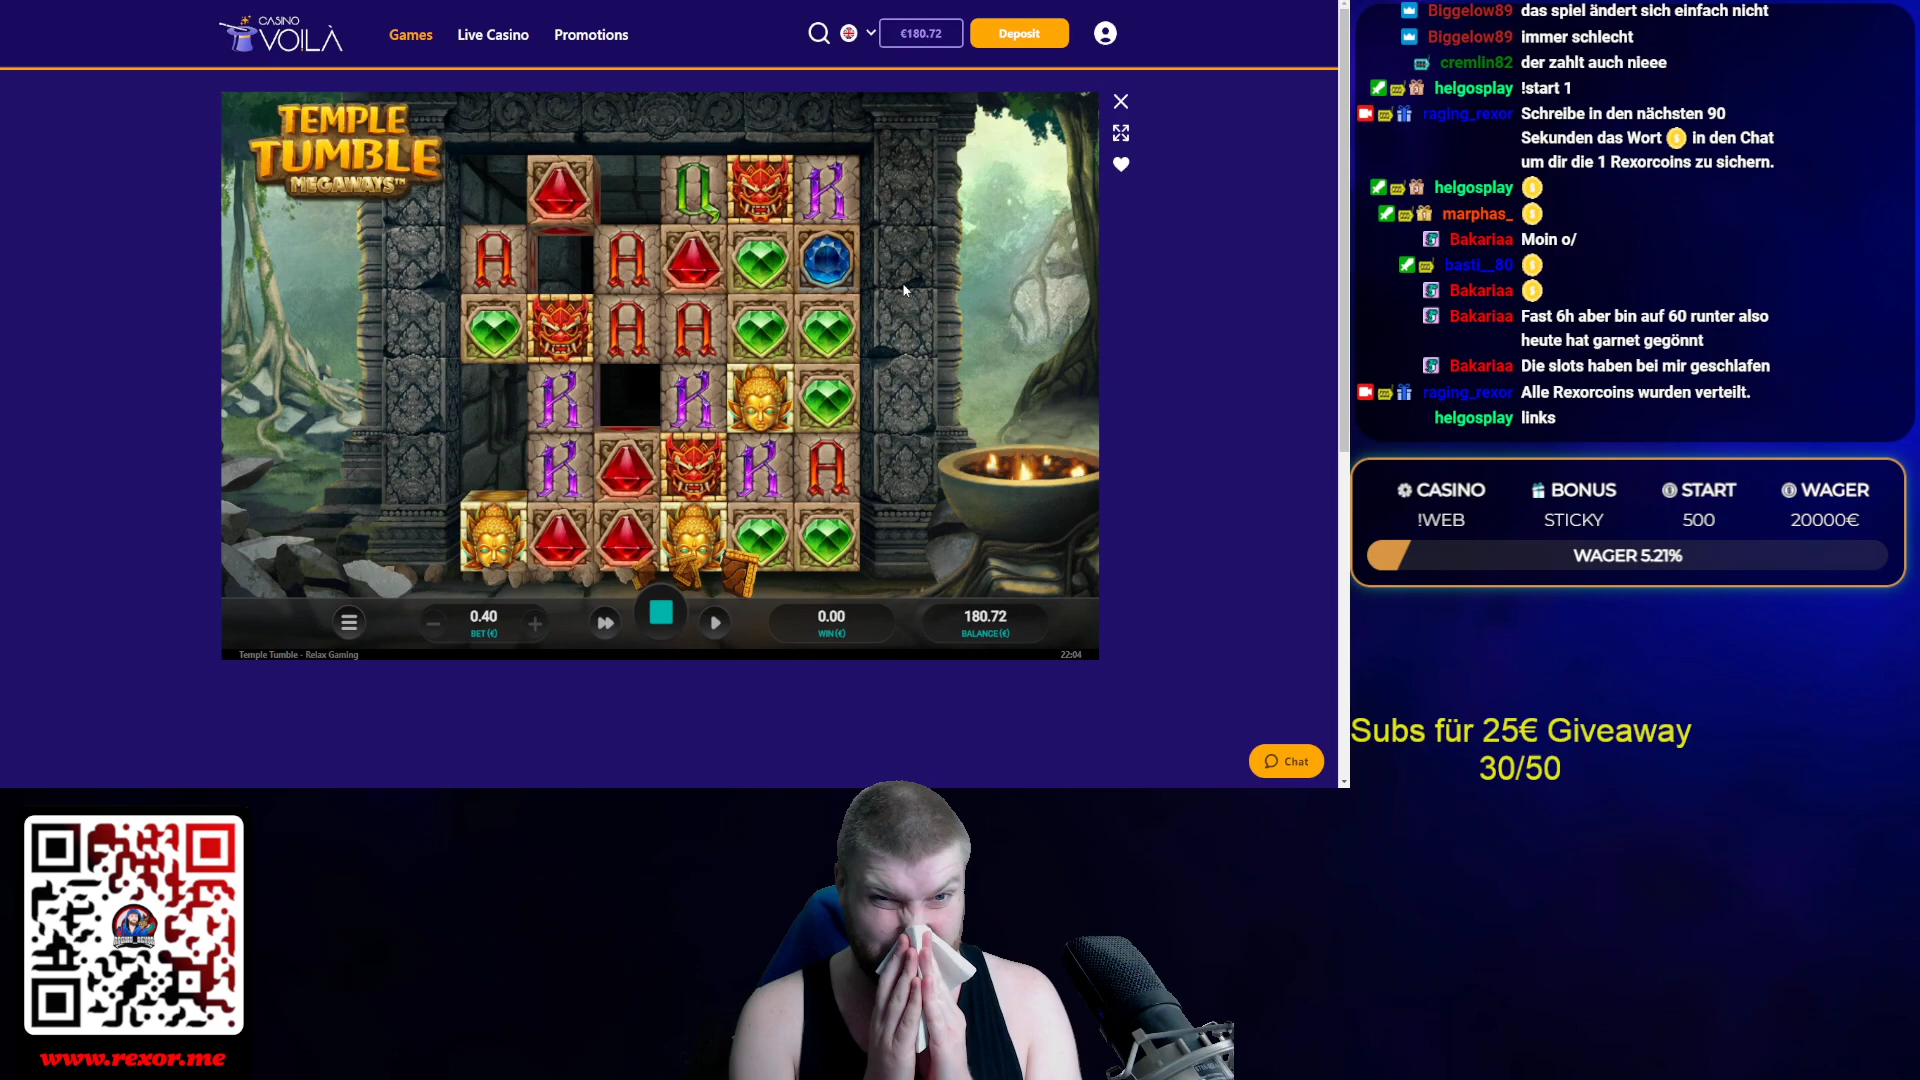 CASINO
VOILÀ
Games
Live Casino
Promotions
€180.72
Deposit
TEMPLE
TUMBLE
MEGAWAYS™
Q K
A A
A A
K K
K K A
0.40
BET (€)
0.00
WIN (€)
180.72
BALANCE (€)
Temple Tumble - Relax Gaming
22:04
Chat
Biggelow89 das spiel ändert sich einfach nicht
Biggelow89 immer schlecht
cremlin82 der zahlt auch nieee
helgosplay !start 1
raging_rexor Schreibe in den nächsten 90
Sekunden das Wort in den Chat
um dir die 1 Rexorcoins zu sichern.
helgosplay
marphas_
Bakariaa Moin o/
basti__80
Bakariaa
Bakariaa Fast 6h aber bin auf 60 runter also
heute hat garnet gegönnt
Bakariaa Die slots haben bei mir geschlafen
raging_rexor Alle Rexorcoins wurden verteilt.
helgosplay links
CASINO BONUS START WAGER
!WEB STICKY 500 20000€
WAGER 5.21%
Subs für 25€ Giveaway
30/50
www.rexor.me